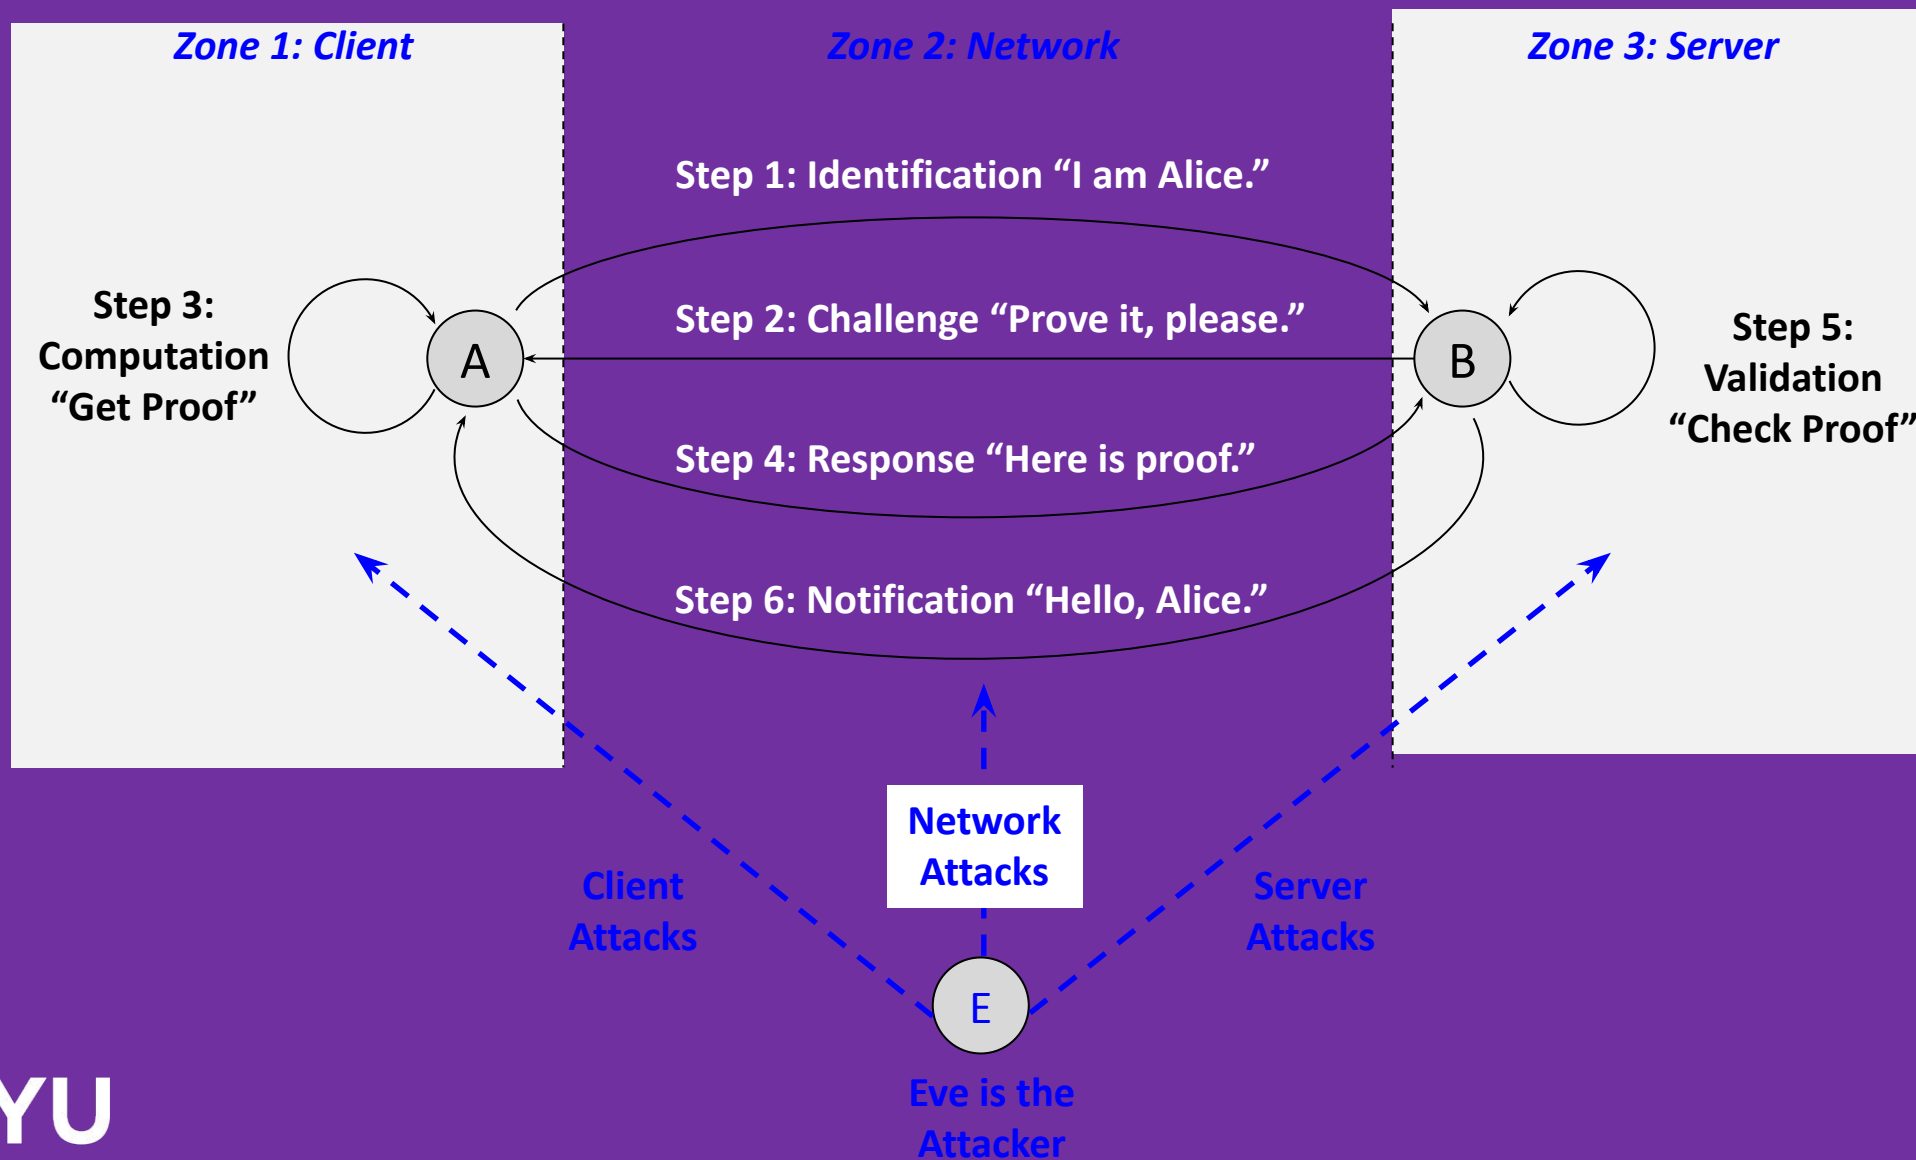 Zone 1: Client
Zone 2: Network
Zone 3: Server
Step 1: Identification “I am Alice.”
Step 2: Challenge “Prove it, please.”
Step 3:
Computation
“Get Proof”
A
B
Step 5:
Validation
“Check Proof”
Step 4: Response “Here is proof.”
Step 6: Notification “Hello, Alice.”
Network
Attacks
Client
Attacks
Server
Attacks
E
Eve is the
Attacker
YU